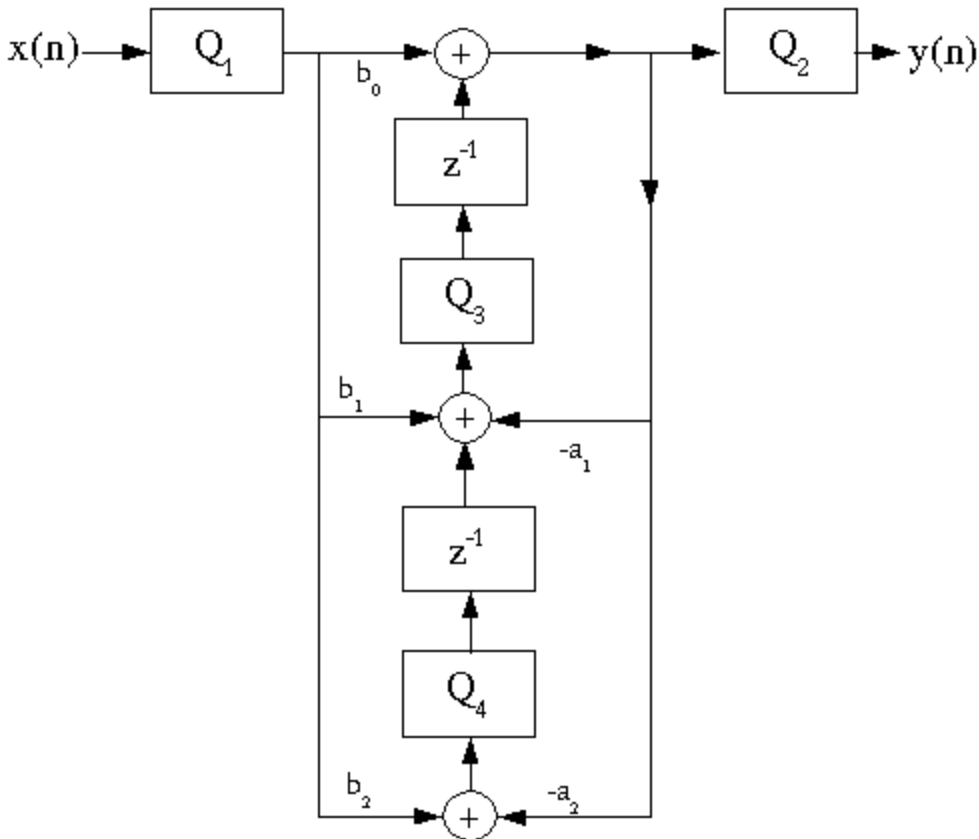 x(n) Q₁ + Q₂ y(n)
b₀
z⁻¹
Q₃
b₁
+
-a₁
z⁻¹
Q₄
b₂ -a₂
+